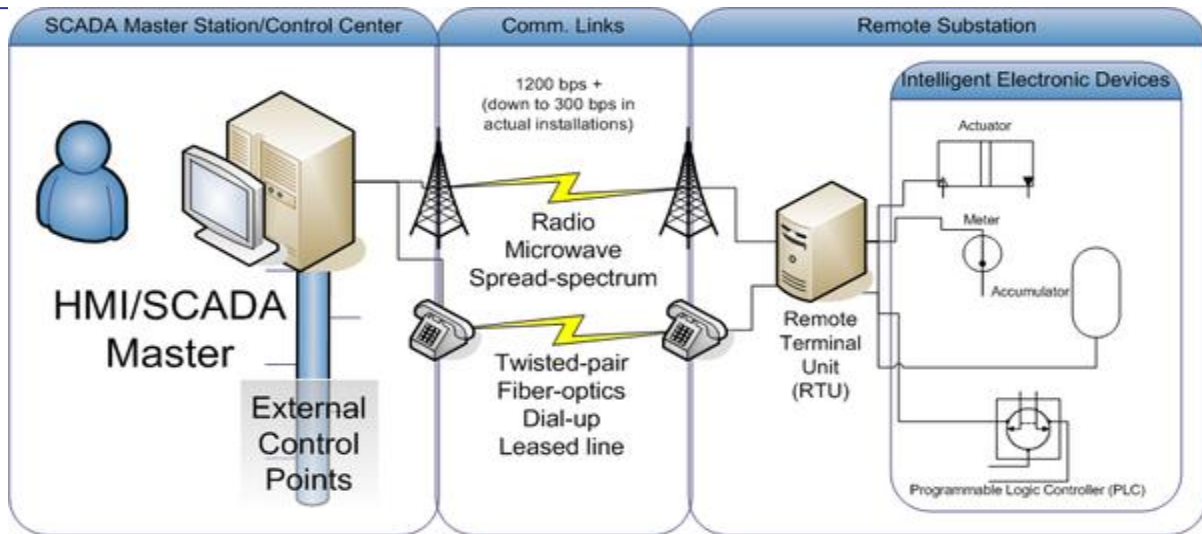 SCADA Master Station/Control Center
Comm. Links
Remote Substation
1200 bps +
(down to 300 bps in
actual installations)
Intelligent Electronic Devices
Actuator
Radio
Microwave
Spread-spectrum
Meter
Accumulator
HMI/SCADA
Master
External
Control
Points
Twisted-pair
Fiber-optics
Dial-up
Leased line
Remote
Terminal
Unit
(RTU)
Programmable Logic Controller (PLC)